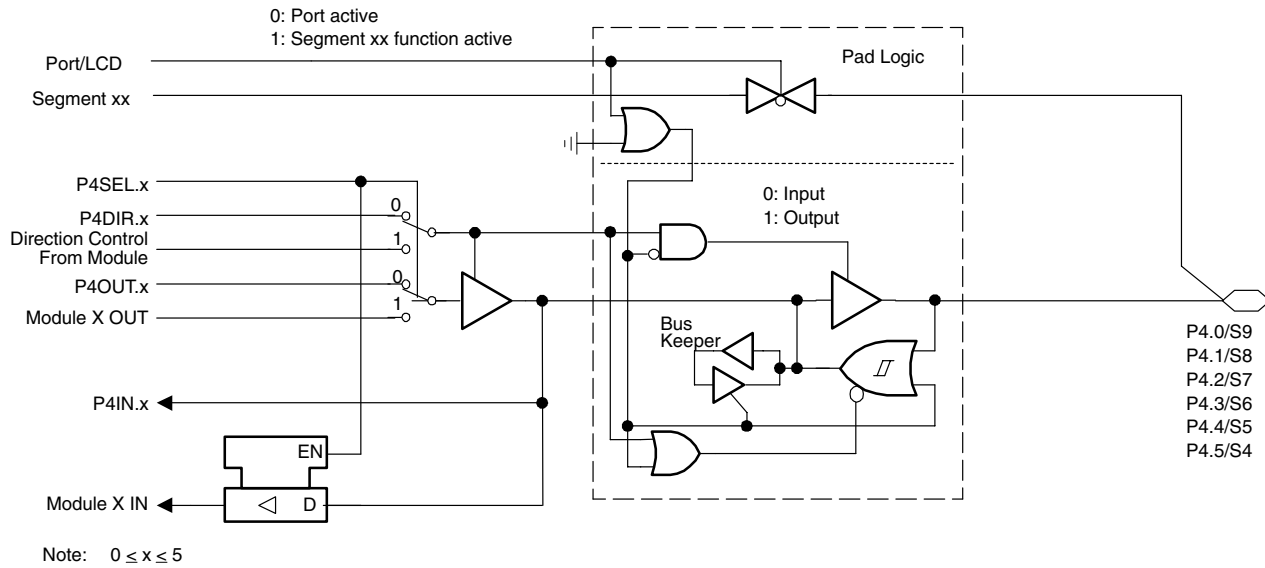 0: Port active
1: Segment xx function active
Port/LCD
Pad Logic
Segment xx
P4SEL.x
0: Input
1: Output
0
P4DIR.x
Direction Control
From Module
1
0
P4OUT.x
1
Module X OUT
Bus
Keeper
P4.0/S9
P4.1/S8
P4.2/S7
P4.3/S6
P4.4/S5
P4.5/S4
P4IN.x
EN
Module X IN
D
Note: 0 ≤ x ≤ 5